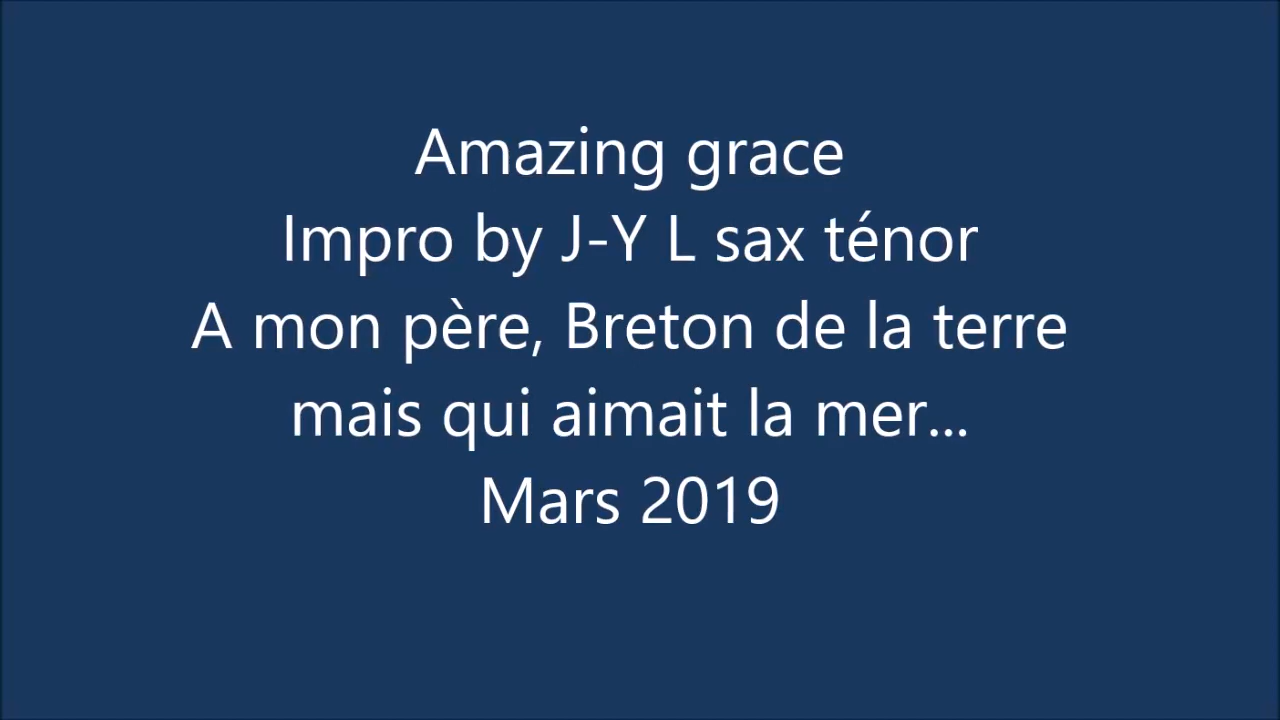 Amazing grace
Impro by J-Y L sax ténor
A mon père, Breton de la terre
mais qui aimait la mer...
Mars 2019